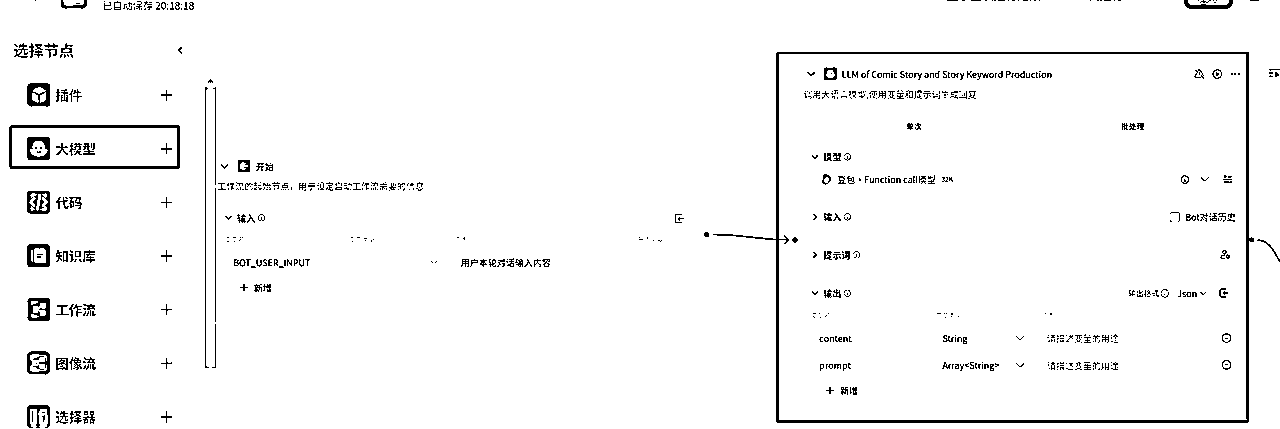 已自动保存 20:18:18
选择节点
插件
大模型
代码
知识库
工作流
图像流
选择器
开始
工作流的起始节点，用于设定启动工作流需要的信息
输入
BOT_USER_INPUT
用户本轮对话输入内容
+ 新增
LLM of Comic Story and Story Keyword Production
调用大语言模型,使用变量和提示词生成回复
单次 批处理
模型
豆包・Function call模型 32K
输入 Bot对话历史
提示词
输出 输出格式 Json
content String 请描述变量的用途
prompt Array<String> 请描述变量的用途
+ 新增